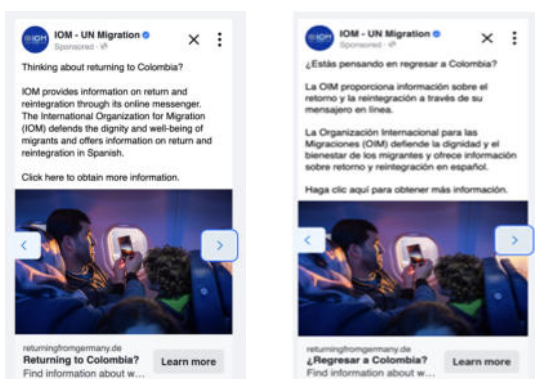 IOM - UN Migration
Sponsored ·
Thinking about returning to Colombia?
IOM provides information on return and
reintegration through its online messenger.
The International Organization for Migration
(IOM) defends the dignity and well-being of
migrants and offers information on return and
reintegration in Spanish.
Click here to obtain more information.
returningfromgermany.de
Returning to Colombia?
Find information about w...
Learn more
IOM - UN Migration
Sponsored ·
¿Estás pensando en regresar a Colombia?
La OIM proporciona información sobre el
retorno y la reintegración a través de su
mensajero en línea.
La Organización Internacional para las
Migraciones (OIM) defiende la dignidad y el
bienestar de los migrantes y ofrece información
sobre retorno y reintegración en español.
Haga clic aquí para obtener más información.
returningfromgermany.de
¿Regresar a Colombia?
Find information about w...
Learn more